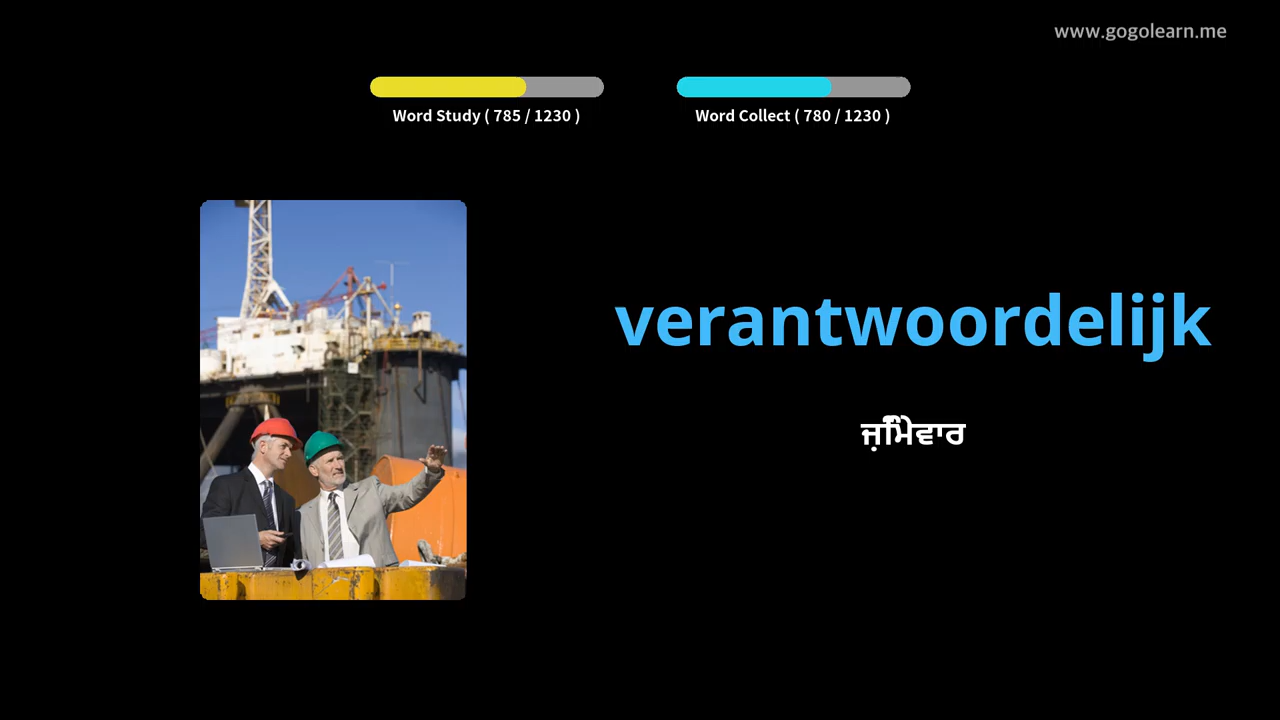 www.gogolearn.me
Word Study ( 785 / 1230 )
Word Collect ( 780 / 1230 )
verantwoordelijk
ਜ਼ਿੰਮੇਵਾਰ